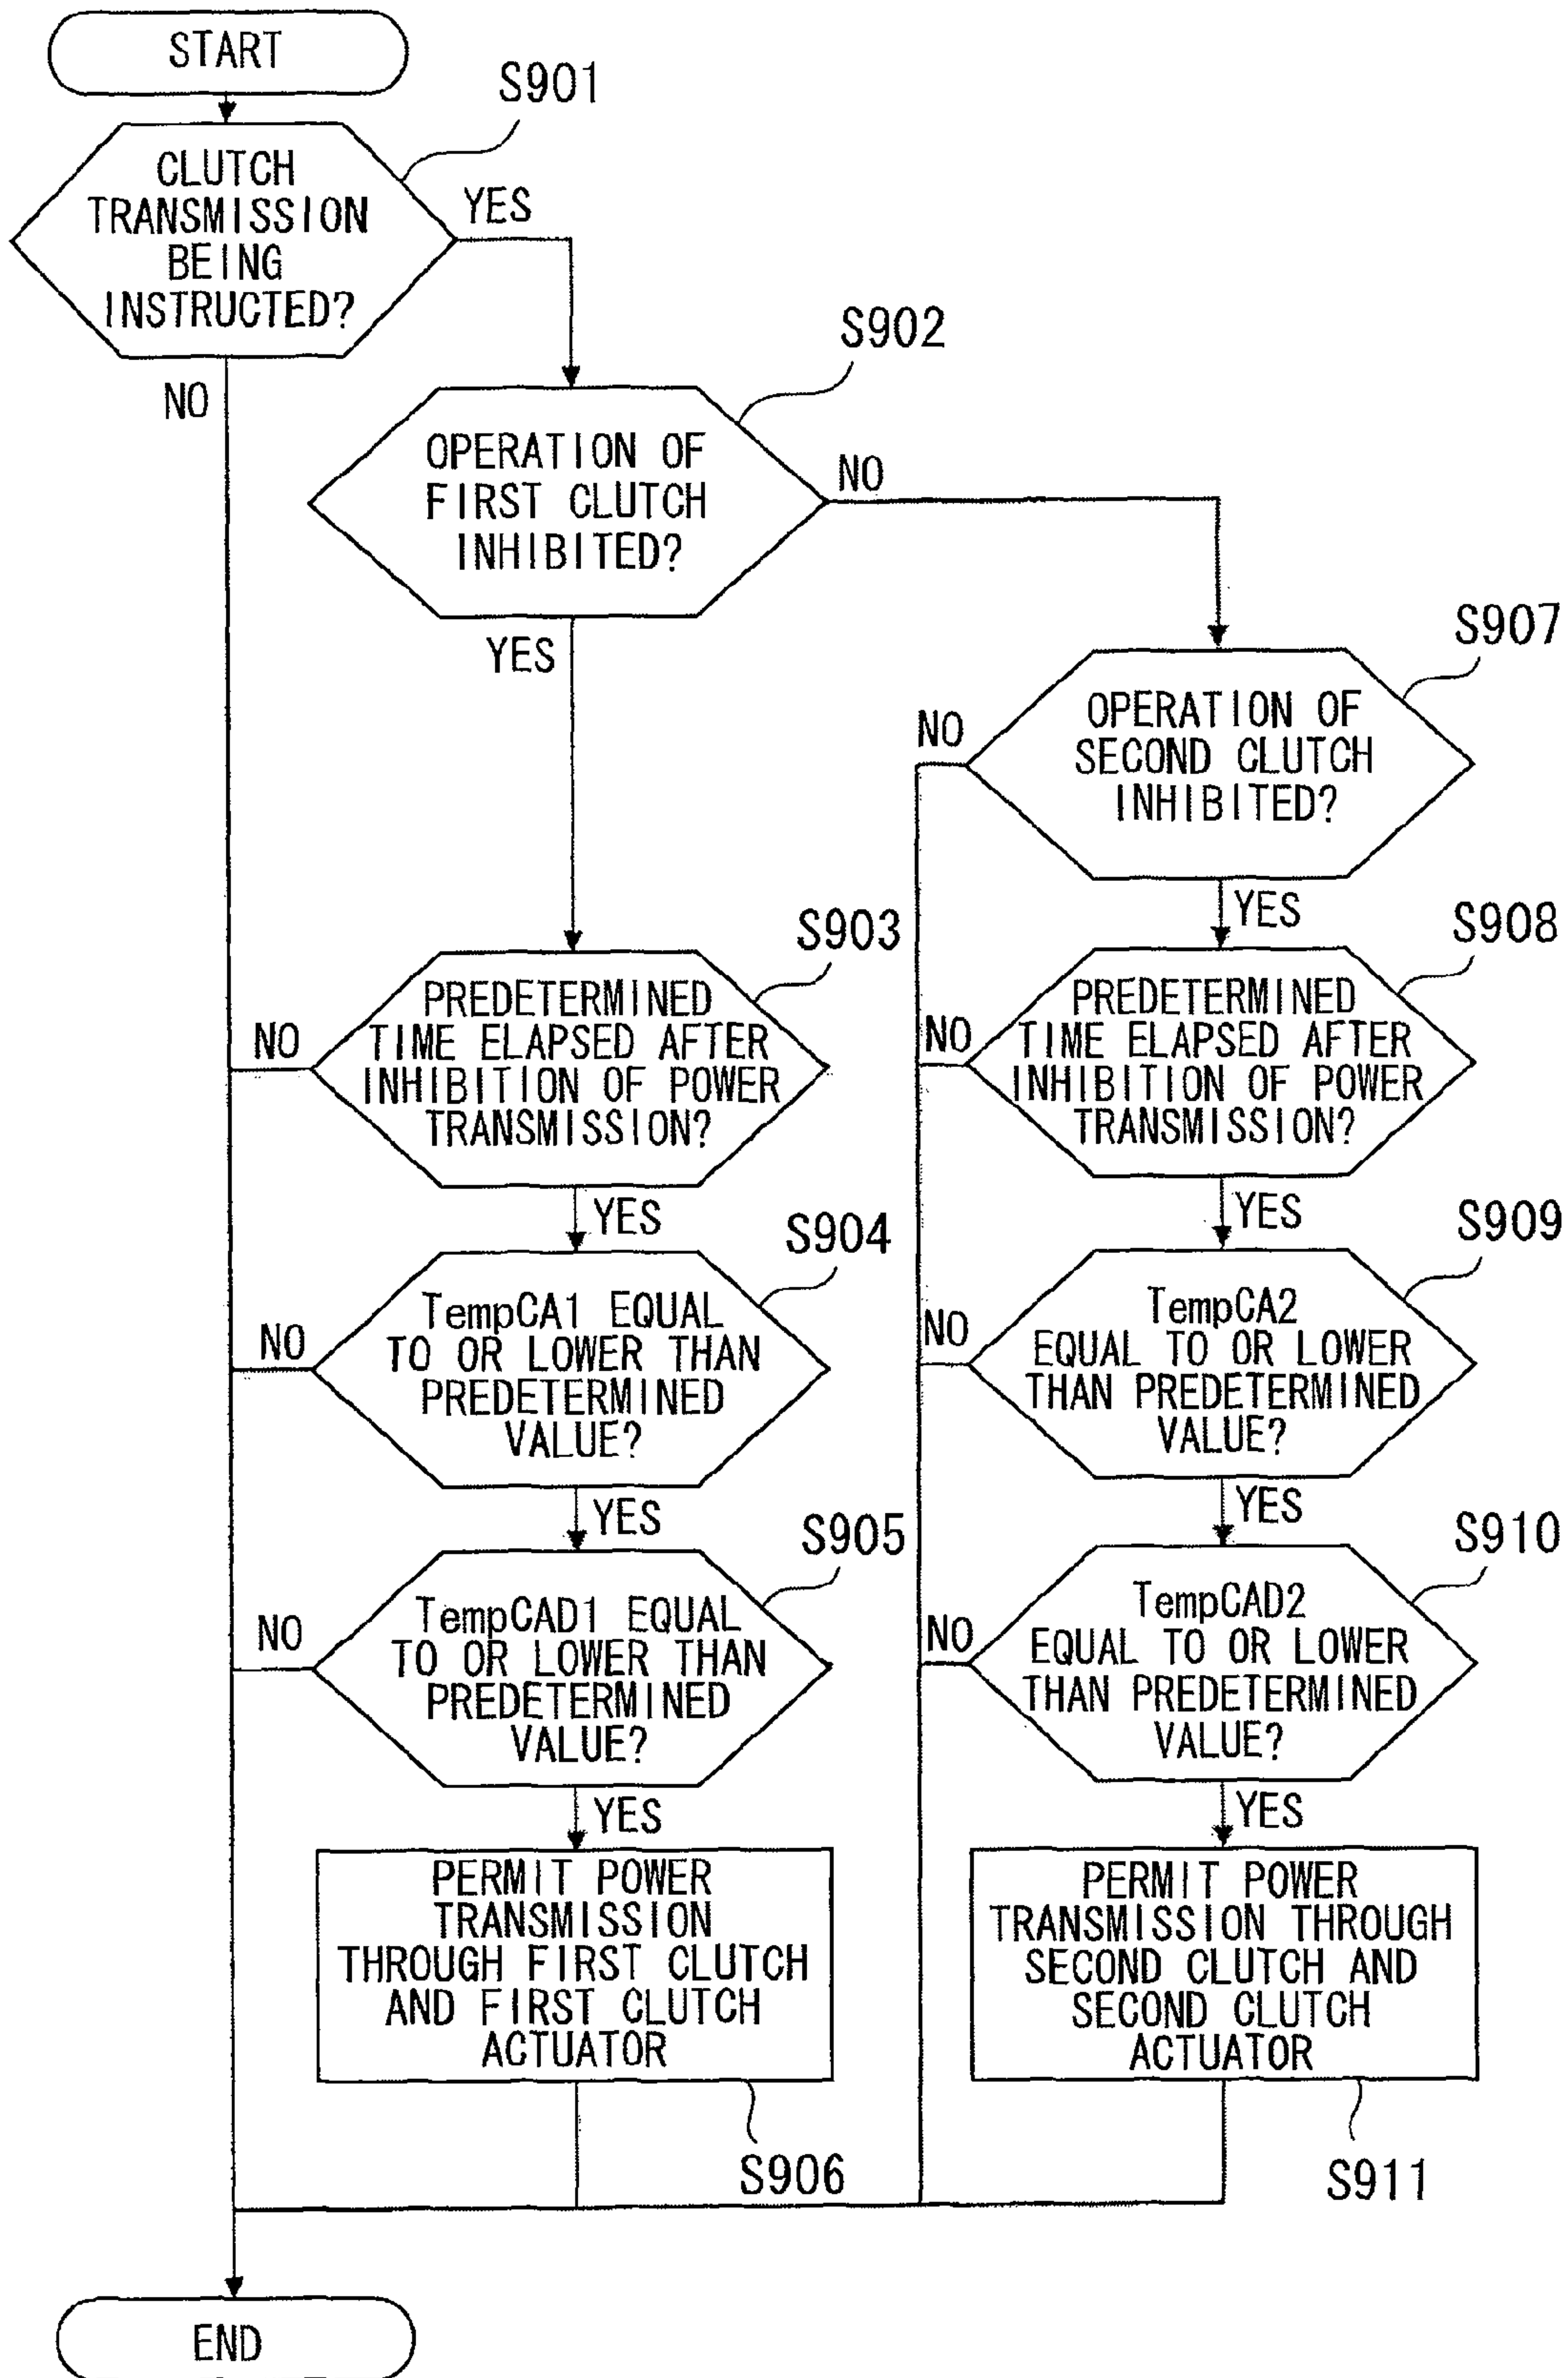 START
S901
CLUTCH
TRANSMISSION
BEING
INSTRUCTED?
YES
NO
S902
OPERATION OF
FIRST CLUTCH
INHIBITED?
NO
YES
S907
OPERATION OF
SECOND CLUTCH
INHIBITED?
NO
YES
S903
PREDETERMINED
TIME ELAPSED AFTER
INHIBITION OF POWER
TRANSMISSION?
NO
YES
S908
PREDETERMINED
TIME ELAPSED AFTER
INHIBITION OF POWER
TRANSMISSION?
NO
YES
S904
TempCA1 EQUAL
TO OR LOWER THAN
PREDETERMINED
VALUE?
NO
YES
S909
TempCA2
EQUAL TO OR LOWER
THAN PREDETERMINED
VALUE?
NO
YES
S905
TempCAD1 EQUAL
TO OR LOWER THAN
PREDETERMINED
VALUE?
NO
YES
S910
TempCAD2
EQUAL TO OR LOWER
THAN PREDETERMINED
VALUE?
NO
YES
PERMIT POWER
TRANSMISSION
THROUGH FIRST CLUTCH
AND FIRST CLUTCH
ACTUATOR
S906
PERMIT POWER
TRANSMISSION THROUGH
SECOND CLUTCH AND
SECOND CLUTCH
ACTUATOR
S911
END